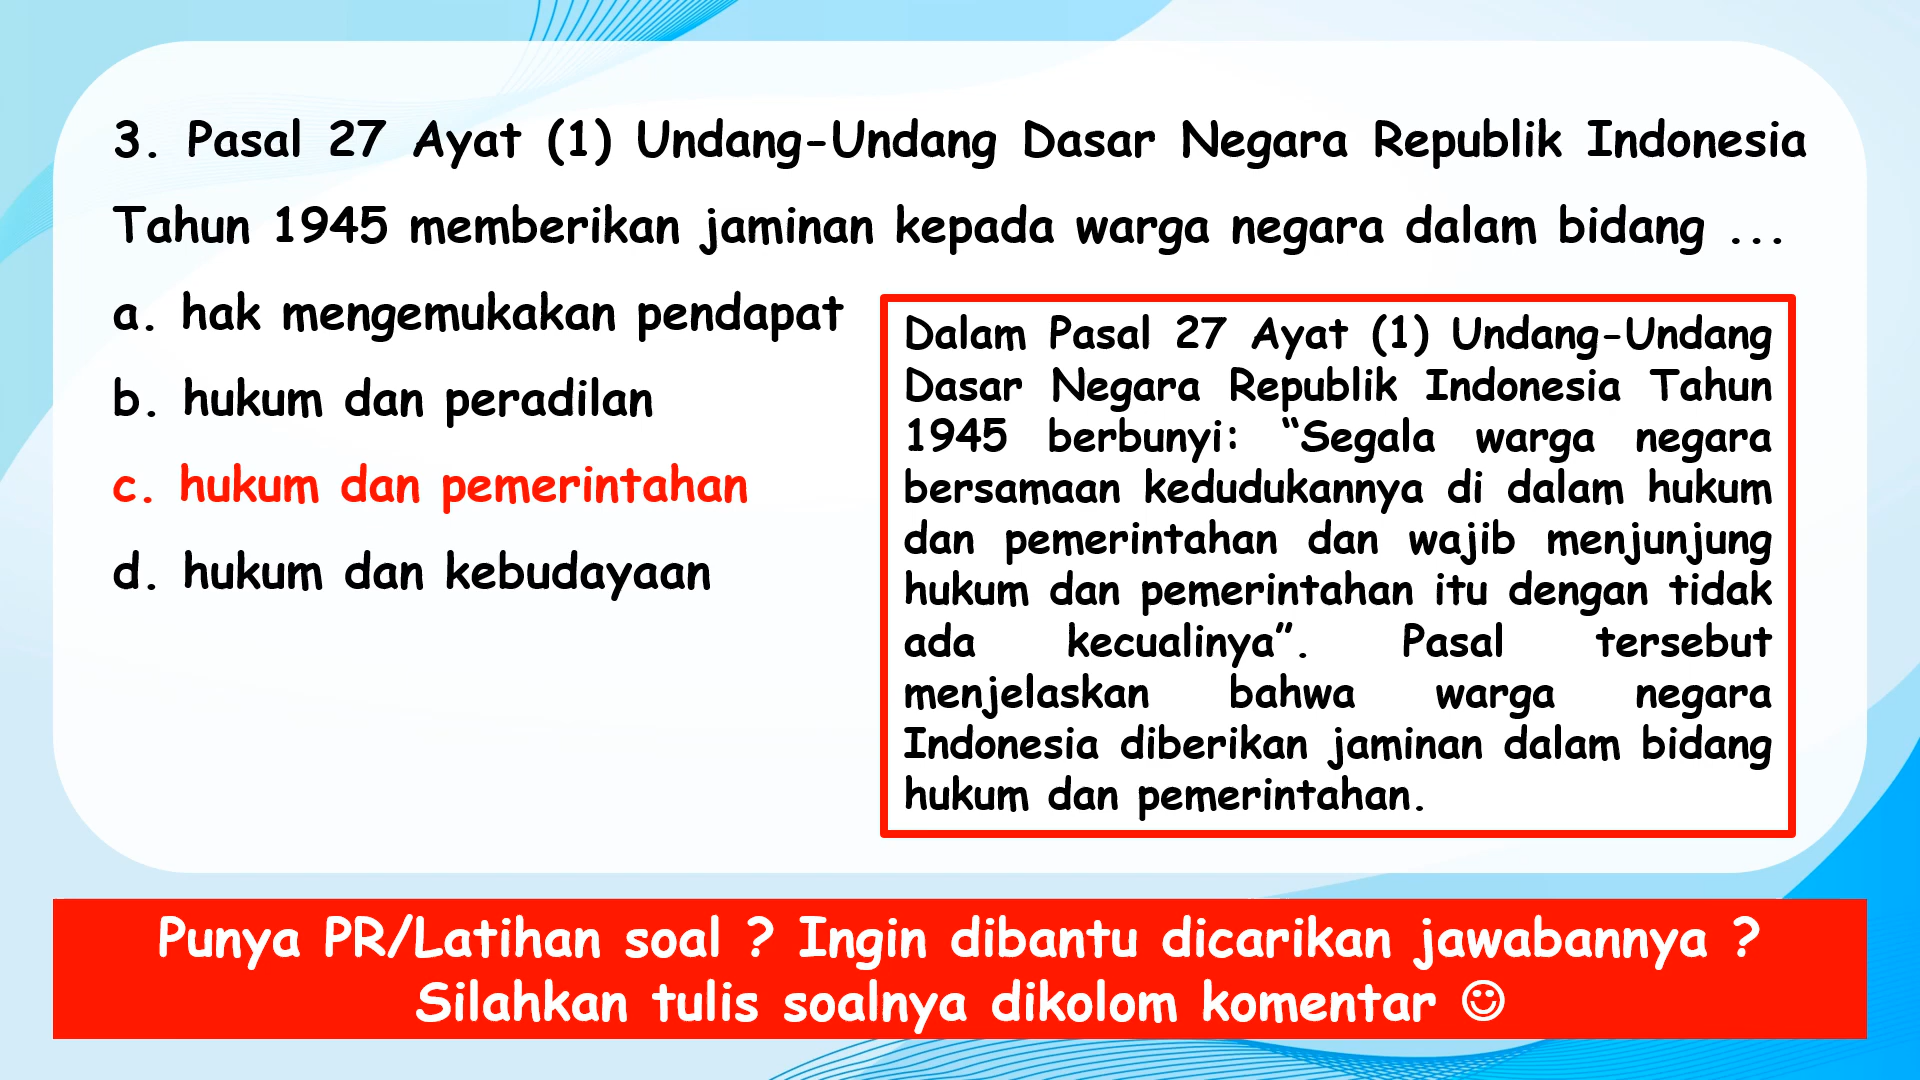 3. Pasal 27 Ayat (1) Undang-Undang Dasar Negara Republik Indonesia
Tahun 1945 memberikan jaminan kepada warga negara dalam bidang ...
a. hak mengemukakan pendapat
b. hukum dan peradilan
c. hukum dan pemerintahan
d. hukum dan kebudayaan
Dalam Pasal 27 Ayat (1) Undang-Undang
Dasar Negara Republik Indonesia Tahun
1945 berbunyi: “Segala warga negara
bersamaan kedudukannya di dalam hukum
dan pemerintahan dan wajib menjunjung
hukum dan pemerintahan itu dengan tidak
ada kecualinya”. Pasal tersebut
menjelaskan bahwa warga negara
Indonesia diberikan jaminan dalam bidang
hukum dan pemerintahan.
Punya PR/Latihan soal ? Ingin dibantu dicarikan jawabannya ?
Silahkan tulis soalnya dikolom komentar ☺